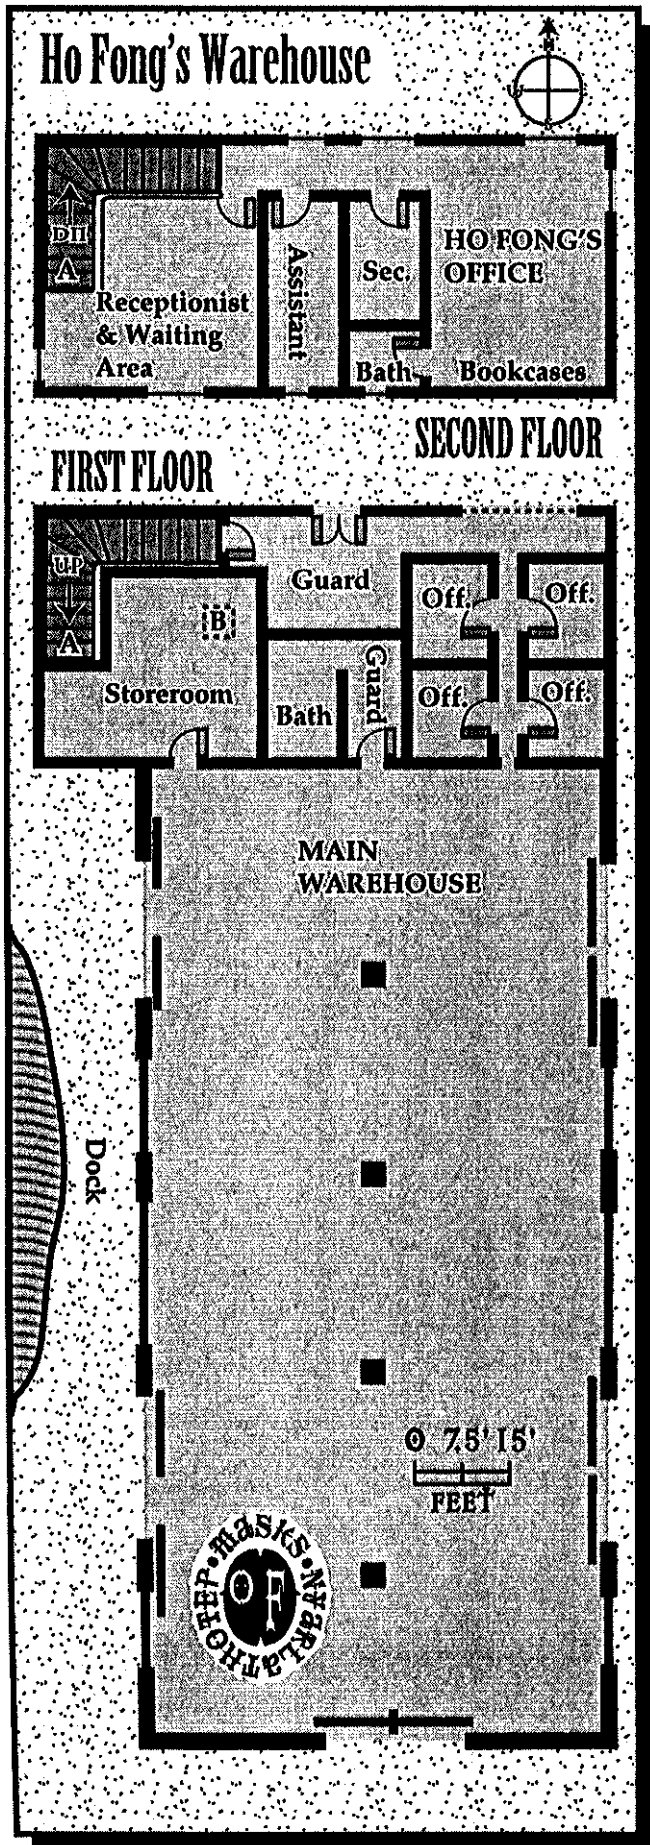 Ho Fong's Warehouse
N
W
E
S
DN
A
Receptionist
& Waiting
Area
Assistant
Sec.
Bath
HO FONG'S
OFFICE
Bookcases
SECOND FLOOR
FIRST FLOOR
UP
A
B
Storeroom
Guard
Bath
Guard
Off.
Off.
Off.
Off.
MAIN
WAREHOUSE
Dock
0 7.5' 15'
FEET
MASKS • NYARLATHOTEP •
OF